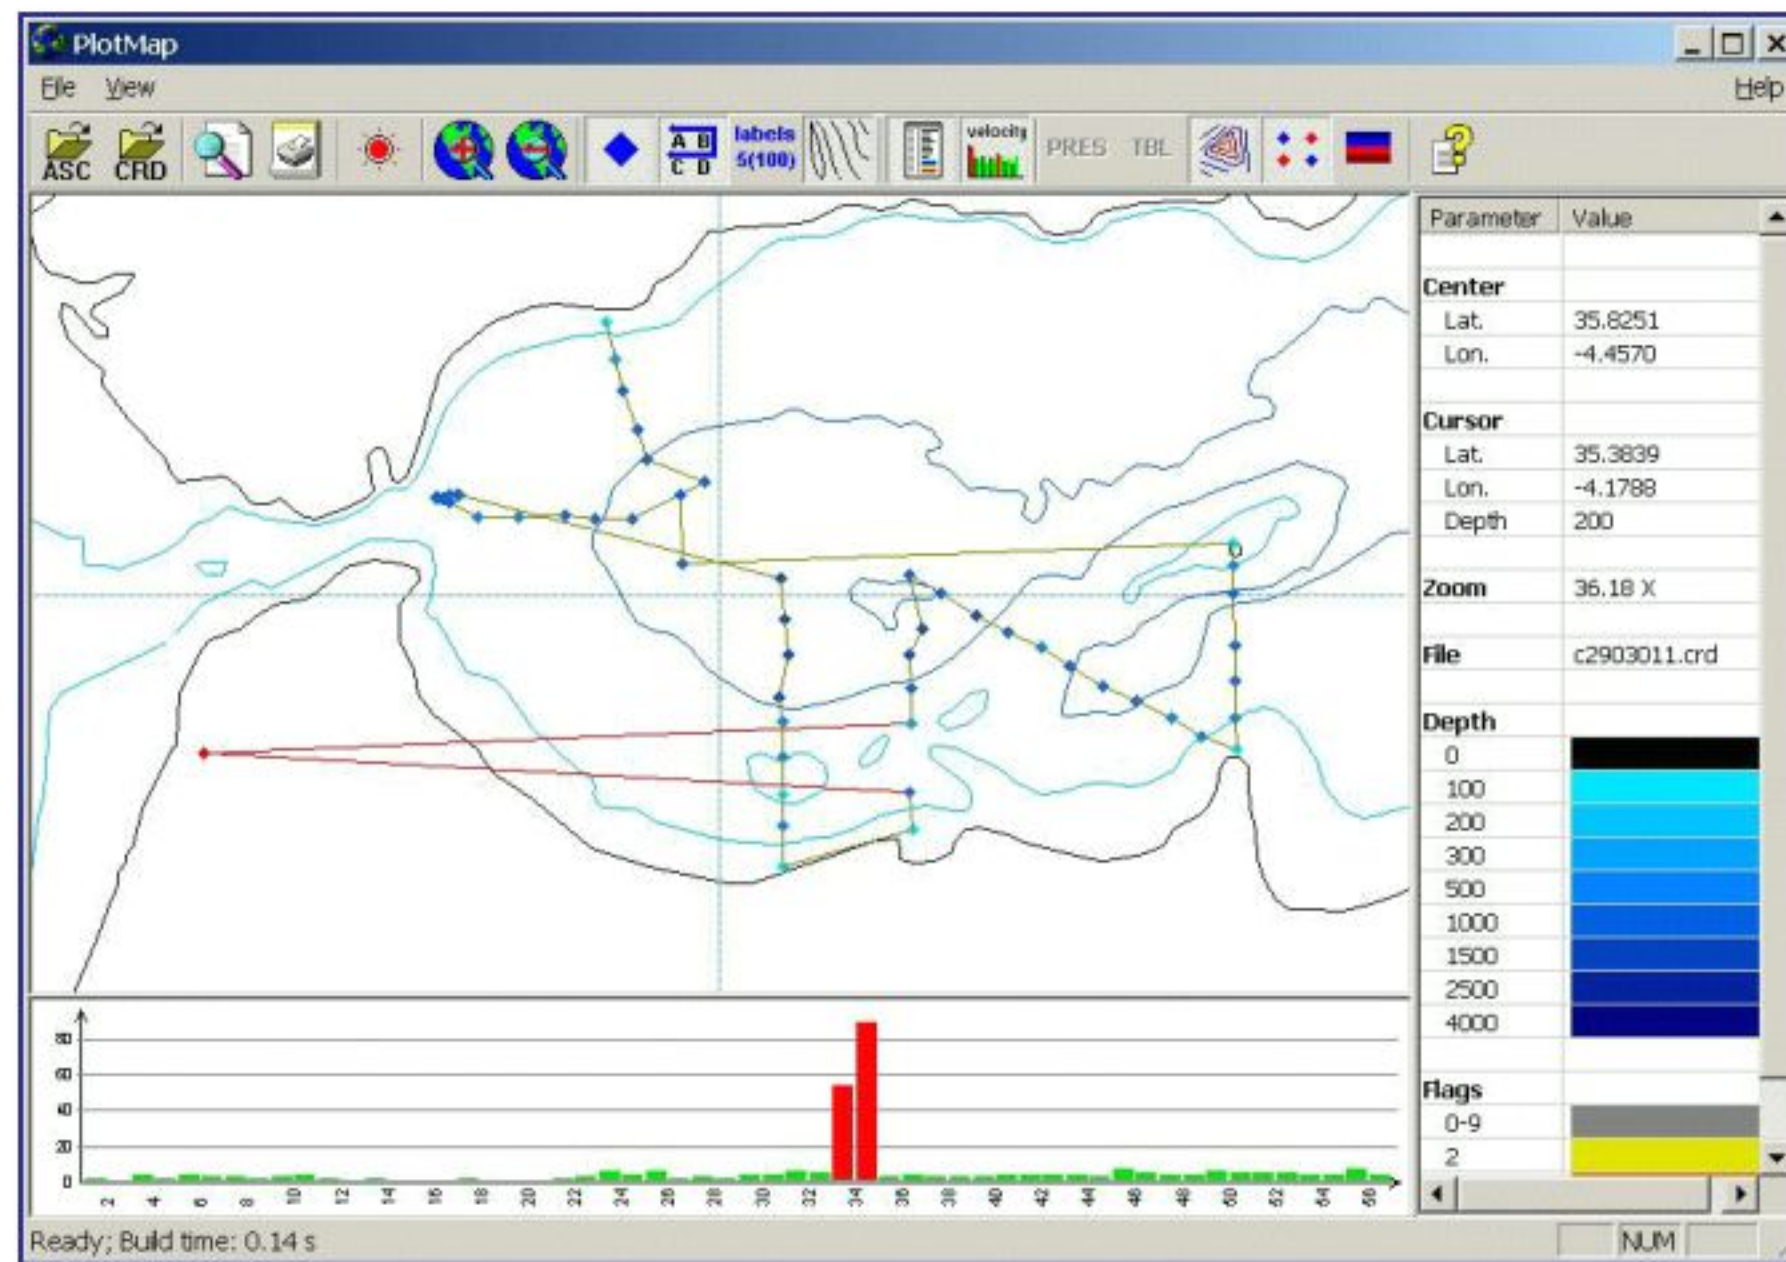 PlotMap
File View Help
ASC CRD A B C D labels 5(100) velocity PRES TBL
Parameter Value
Center
Lat. 35.8251
Lon. -4.4570
Cursor
Lat. 35.3839
Lon. -4.1788
Depth 200
Zoom 36.18 X
File c2903011.crd
Depth
0
100
200
300
500
1000
1500
2500
4000
Flags
0-9
2
80
60
40
20
0
2 4 6 8 10 12 14 16 18 20 22 24 26 28 30 32 34 36 38 40 42 44 46 48 50 52 54 56
Ready; Build time: 0.14 s NUM